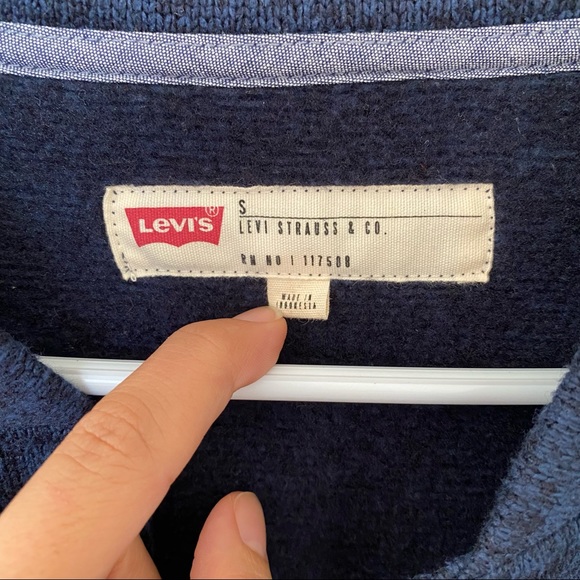 S
LEVI'S®
LEVI STRAUSS & CO.
RN NO | 117508
MADE IN
INDONESIA